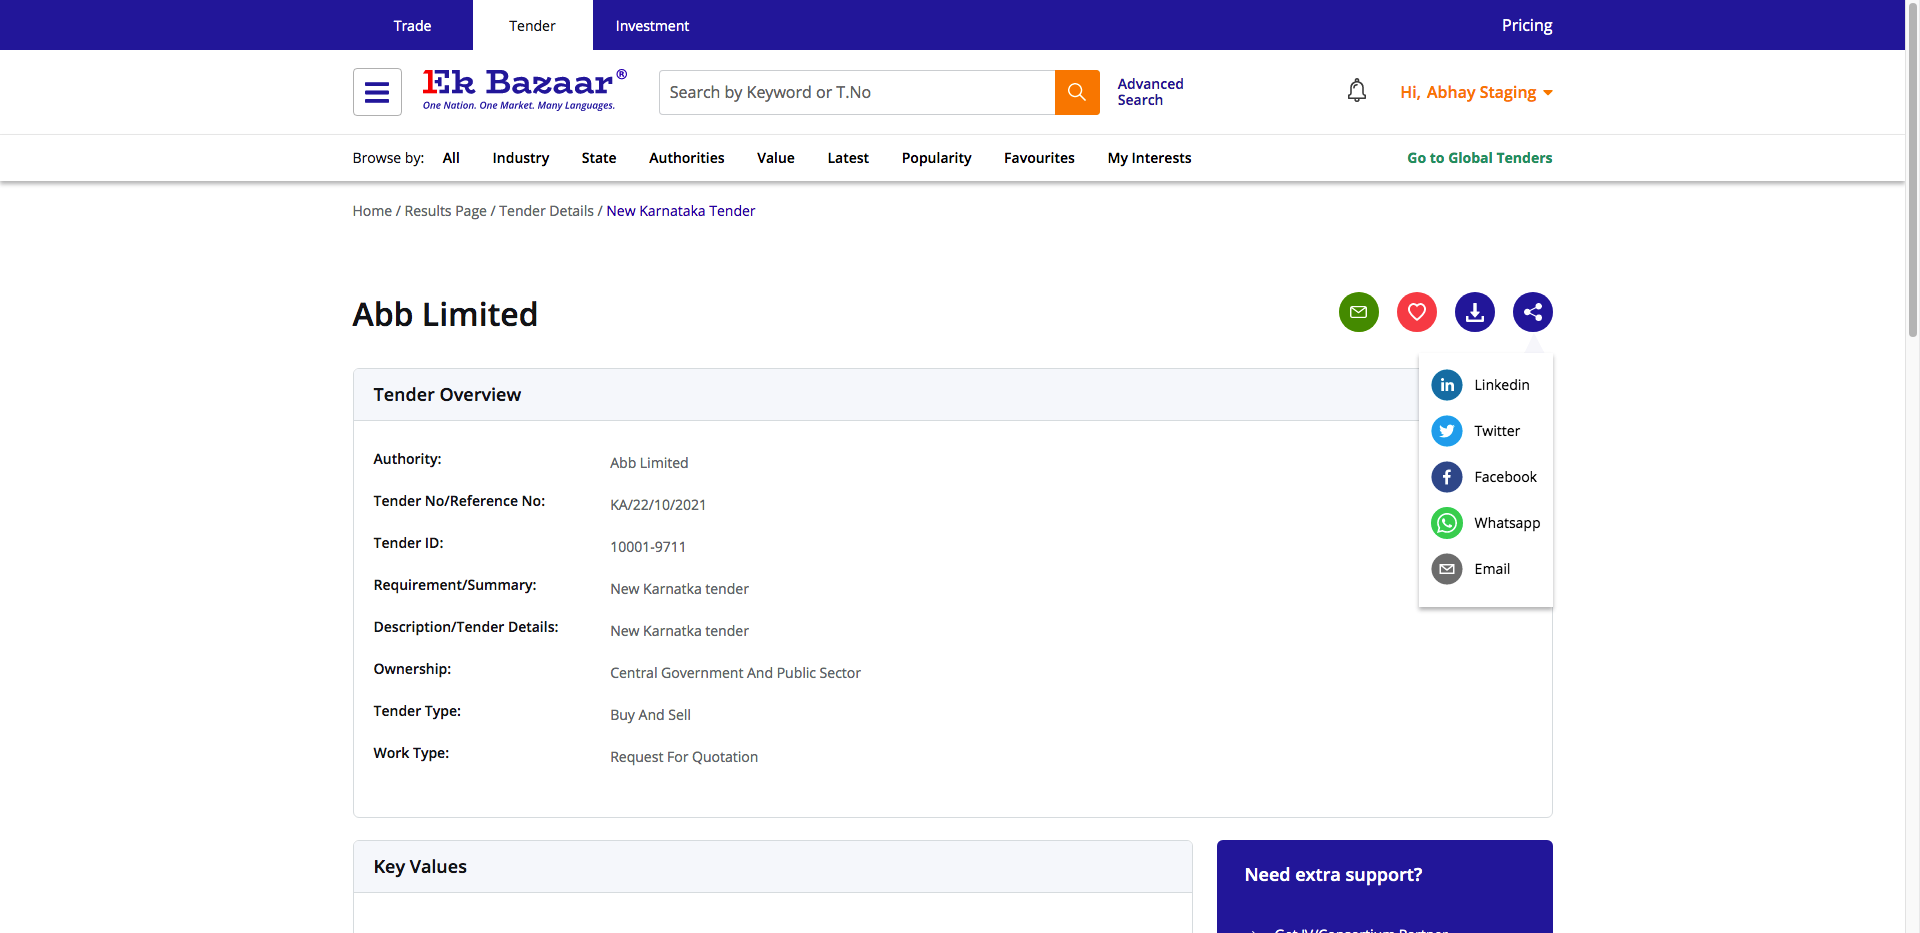 Trade
Tender
Investment
Pricing
Ek Bazaar®
One Nation. One Market. Many Languages.
Search by Keyword or T.No
Advanced
Search
Hi, Abhay Staging
Browse by:
All
Industry
State
Authorities
Value
Latest
Popularity
Favourites
My Interests
Go to Global Tenders
Home / Results Page / Tender Details / New Karnataka Tender
Abb Limited
Linkedin
Twitter
Facebook
Whatsapp
Email
Tender Overview
Authority: Abb Limited
Tender No/Reference No: KA/22/10/2021
Tender ID: 10001-9711
Requirement/Summary: New Karnatka tender
Description/Tender Details: New Karnatka tender
Ownership: Central Government And Public Sector
Tender Type: Buy And Sell
Work Type: Request For Quotation
Key Values
Need extra support?
Get JV/Consortium Partner